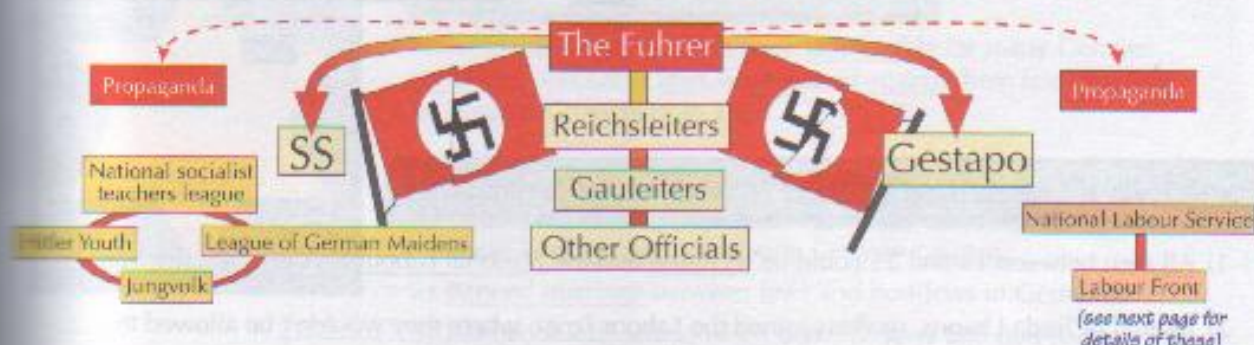 The Fuhrer
Propaganda
Propaganda
SS
Reichsleiters
Gestapo
National socialist
teachers league
Gauleiters
National Labour Service
Hitler Youth
League of German Maidens
Other Officials
Jungvolk
Labour Front
(see next page for
details of these)